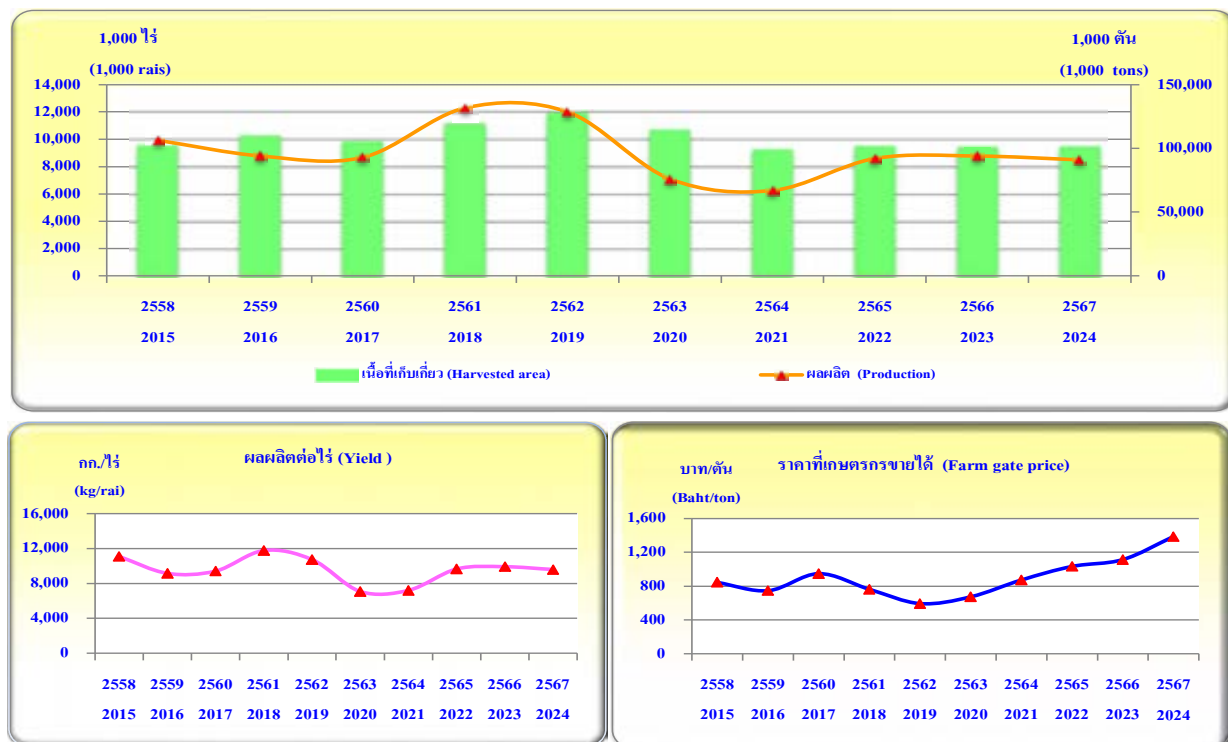 1,000 ไร่
(1,000 rais)
1,000 ตัน
(1,000 tons)
14,000
12,000
10,000
8,000
6,000
4,000
2,000
0
150,000
100,000
50,000
0
2558 2559 2560 2561 2562 2563 2564 2565 2566 2567
2015 2016 2017 2018 2019 2020 2021 2022 2023 2024
เนื้อที่เก็บเกี่ยว (Harvested area) ผลผลิต (Production)
ผลผลิตต่อไร่ (Yield )
กก./ไร่
(kg/rai)
16,000
12,000
8,000
4,000
0
2558 2559 2560 2561 2562 2563 2564 2565 2566 2567
2015 2016 2017 2018 2019 2020 2021 2022 2023 2024
ราคาที่เกษตรกรขายได้ (Farm gate price)
บาท/ตัน
(Baht/ton)
1,600
1,200
800
400
0
2558 2559 2560 2561 2562 2563 2564 2565 2566 2567
2015 2016 2017 2018 2019 2020 2021 2022 2023 2024